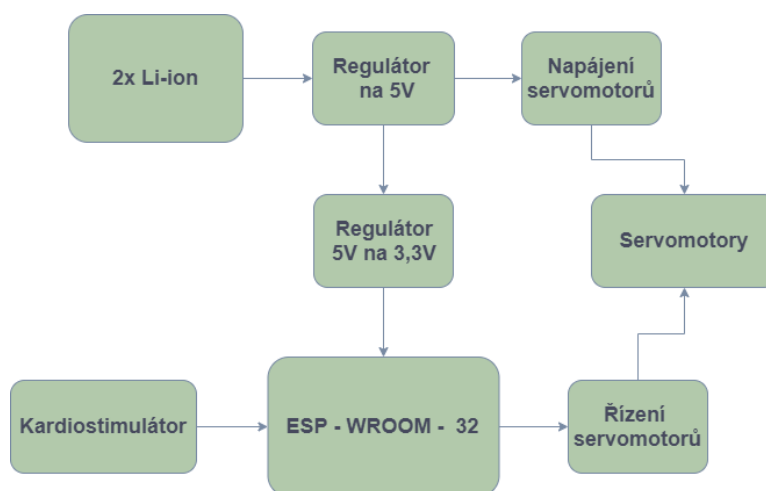 2x Li-ion
Regulátor
na 5V
Napájení
servomotorů
Regulátor
5V na 3,3V
Servomotory
Kardiostimulátor
ESP - WROOM - 32
Řízení
servomotorů